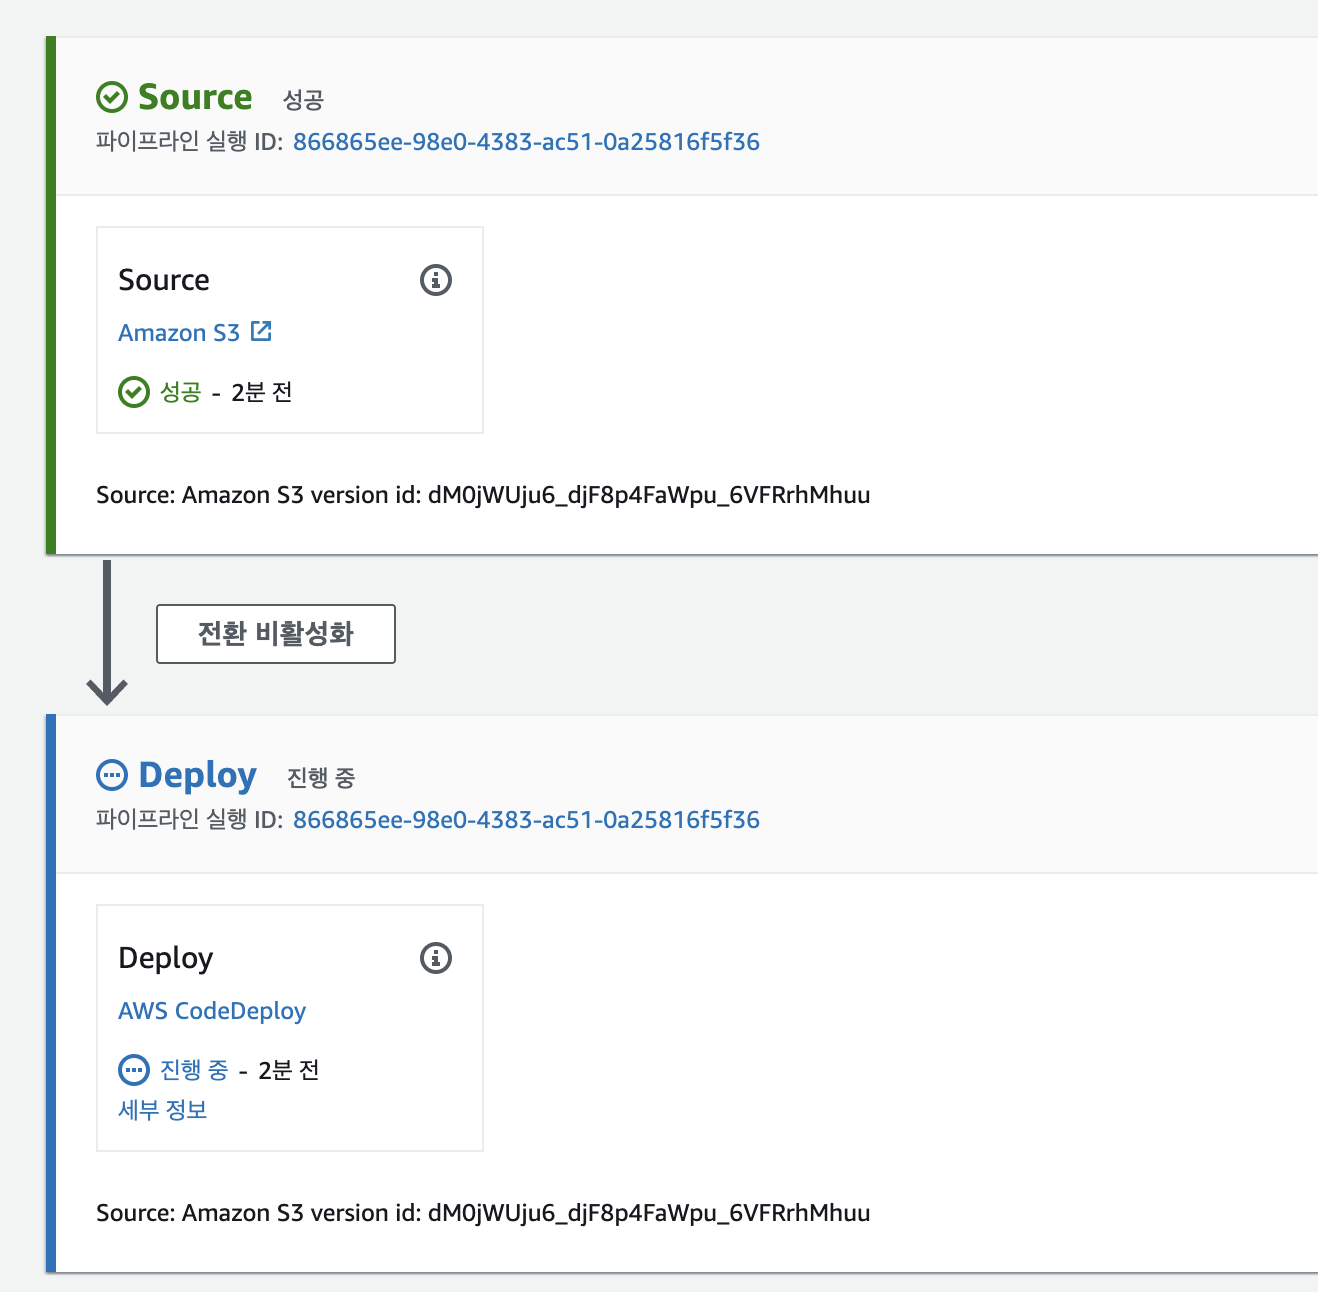 Source 성공
파이프라인 실행 ID: 866865ee-98e0-4383-ac51-0a25816f5f36
Source
Amazon S3
성공 - 2분 전
Source: Amazon S3 version id: dM0jWUju6_djF8p4FaWpu_6VFRrhMhuu
전환 비활성화
Deploy 진행 중
파이프라인 실행 ID: 866865ee-98e0-4383-ac51-0a25816f5f36
Deploy
AWS CodeDeploy
진행 중 - 2분 전
세부 정보
Source: Amazon S3 version id: dM0jWUju6_djF8p4FaWpu_6VFRrhMhuu